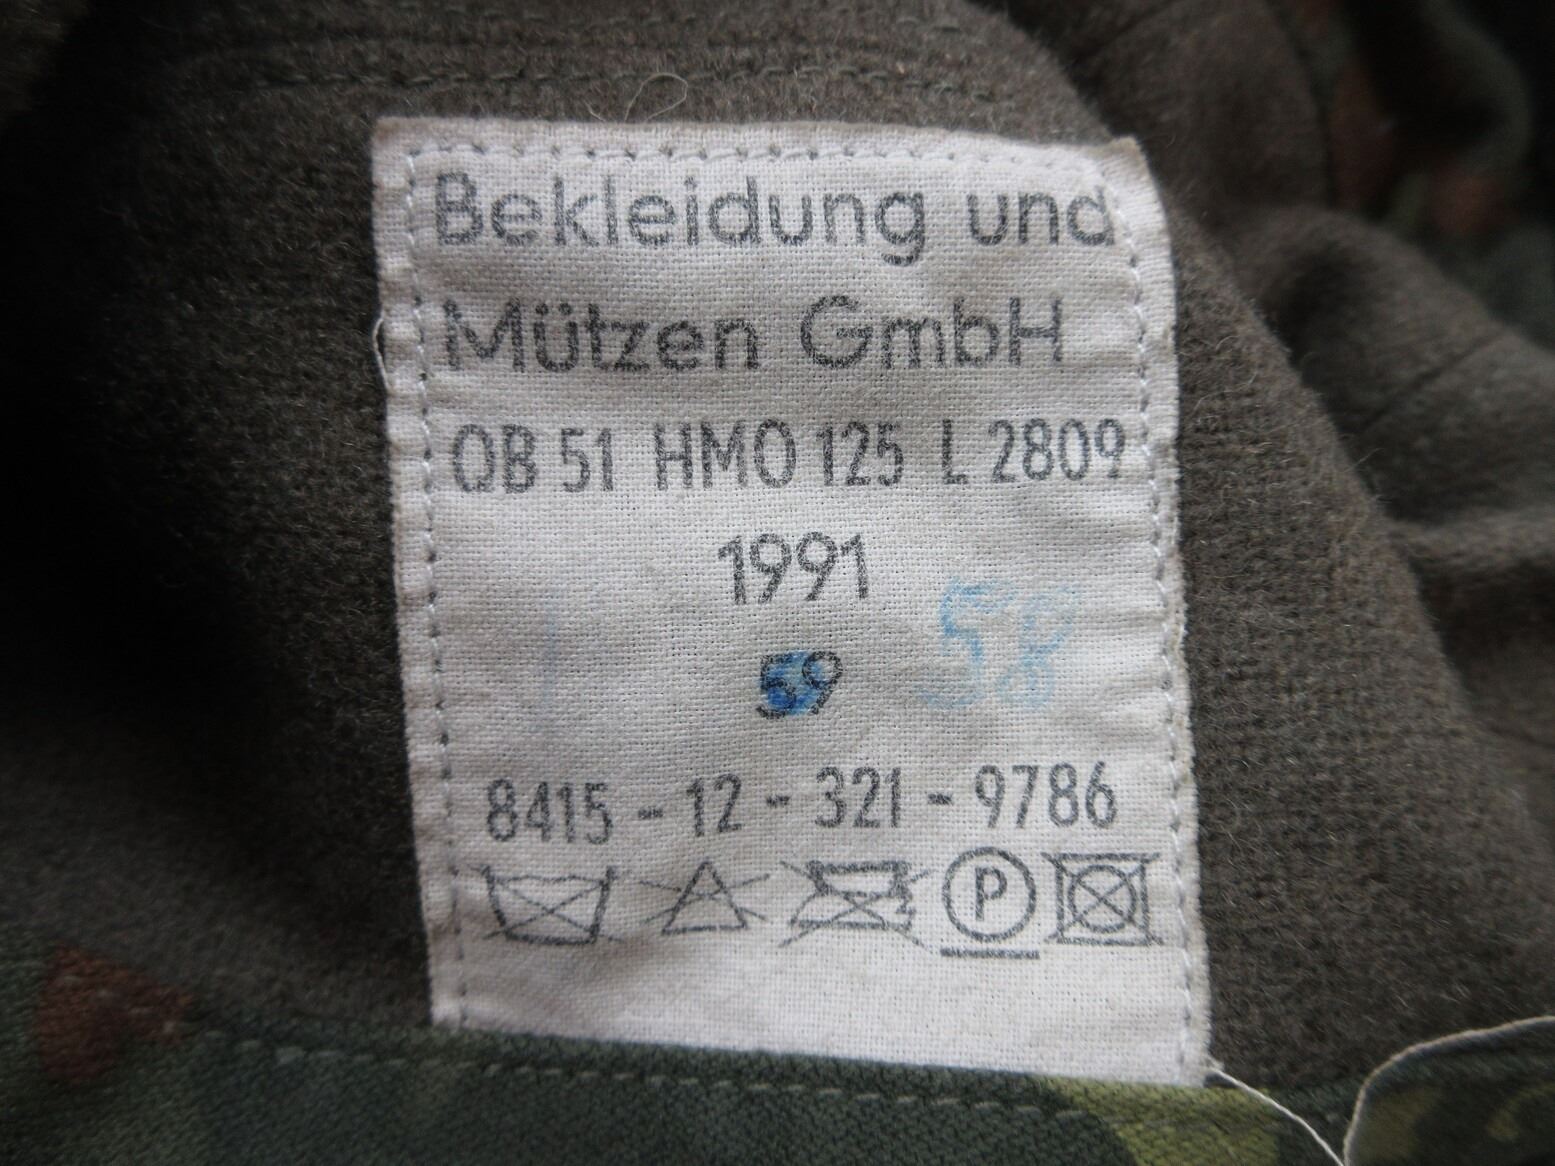 Bekleidung und
Mützen GmbH
QB 51 HMO 125 L 2809
1991
58
59
8415 - 12 - 321 - 9786
P